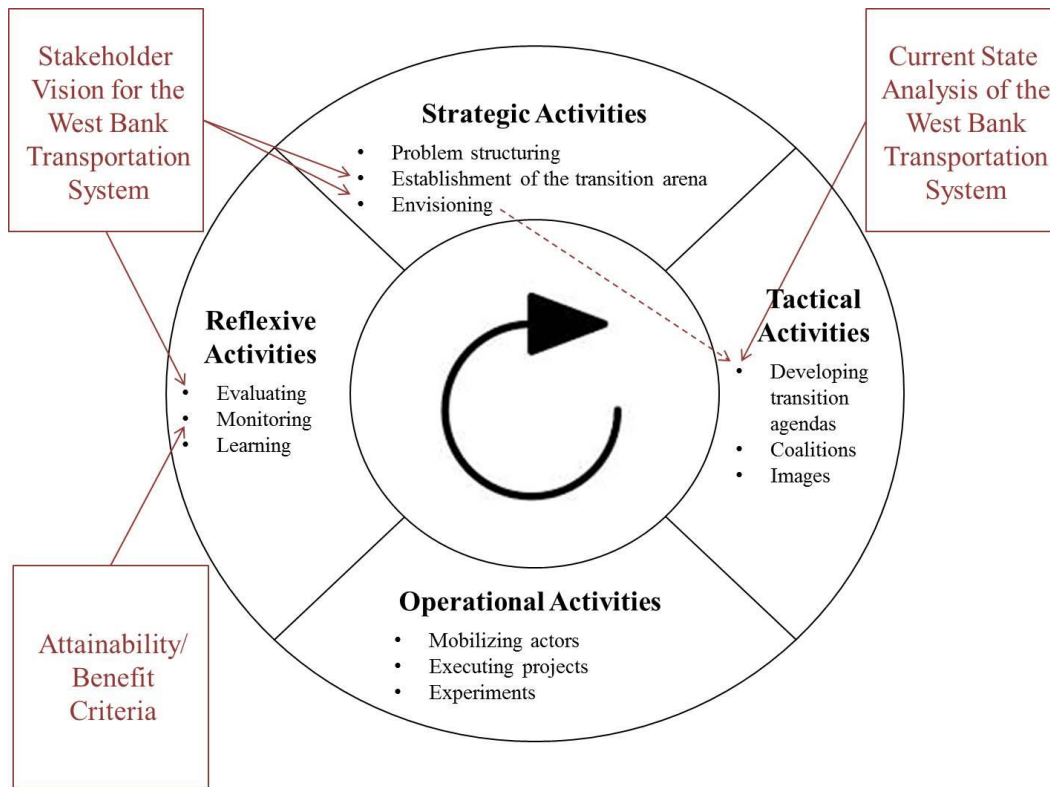 Stakeholder
Vision for the
West Bank
Transportation
System
Current State
Analysis of the
West Bank
Transportation
System
Strategic Activities
• Problem structuring
• Establishment of the transition arena
• Envisioning
Reflexive
Activities
• Evaluating
• Monitoring
• Learning
Tactical
Activities
• Developing
transition
agendas
• Coalitions
• Images
Operational Activities
• Mobilizing actors
• Executing projects
• Experiments
Attainability/
Benefit
Criteria